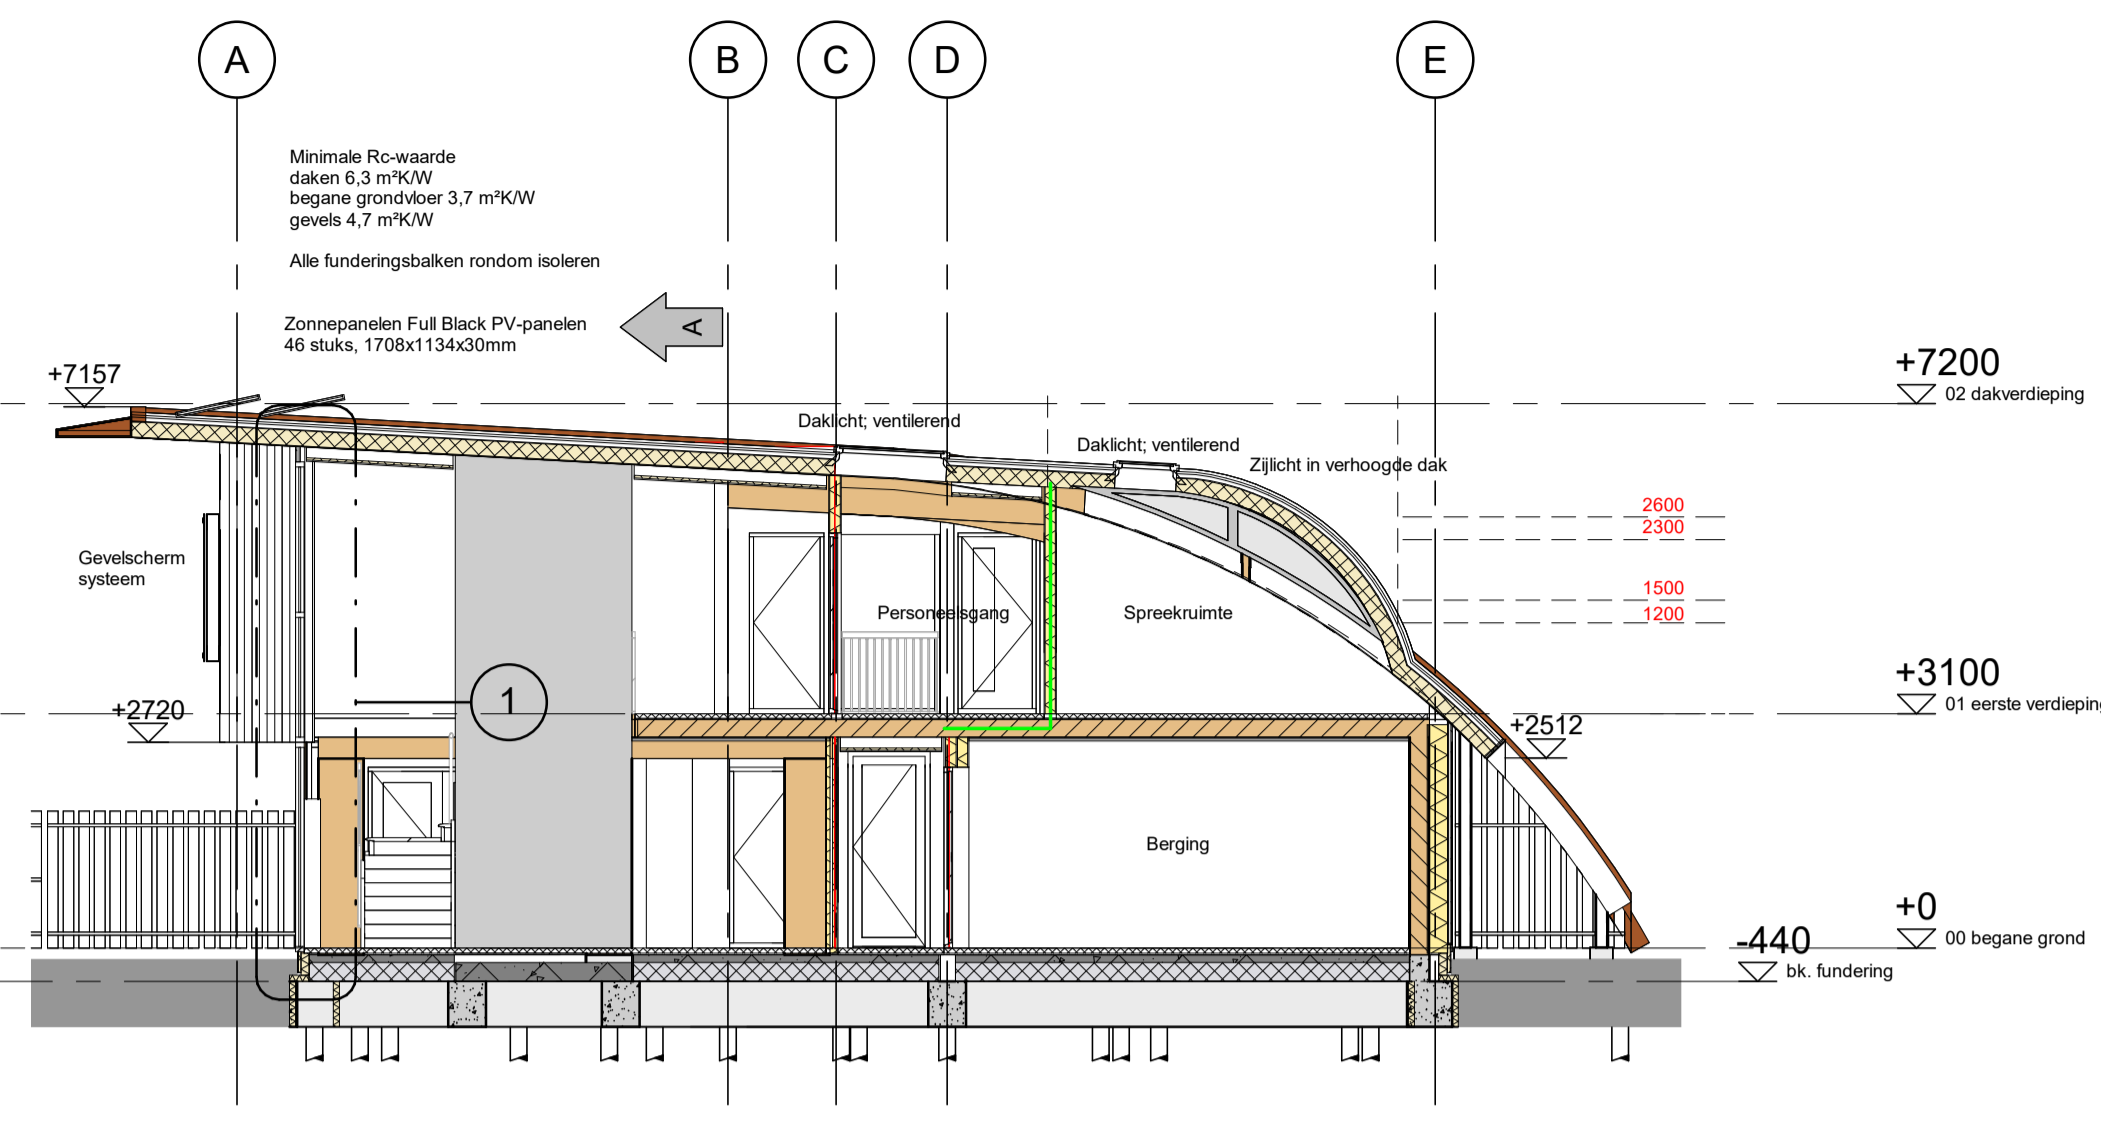 A
B
C
D
E
Minimale Rc-waarde
daken 6,3 m²K/W
begane grondvloer 3,7 m²K/W
gevels 4,7 m²K/W
Alle funderingsbalken rondom isoleren
Zonnepanelen Full Black PV-panelen
46 stuks, 1708x1134x30mm
A
+7157
+7200
02 dakverdieping
Daklicht; ventilerend
Daklicht; ventilerend
Zijlicht in verhoogde dak
2600
2300
Gevelscherm
systeem
1500
1200
Personeelsgang
Spreekruimte
+3100
01 eerste verdieping
1
+2720
+2512
Berging
+0
00 begane grond
-440
bk. fundering